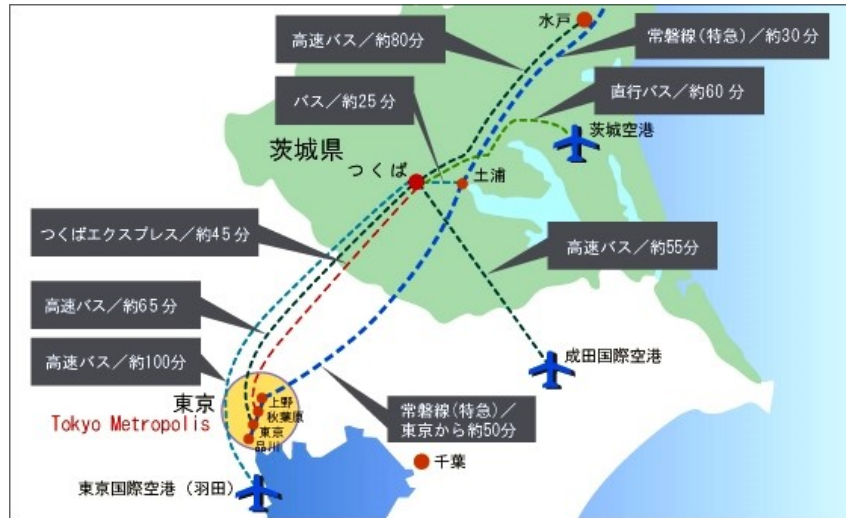 水戸
高速バス／約80分
常磐線(特急)／約30分
バス／約25分
直行バス／約60分
茨城空港
茨城県
つくば
土浦
つくばエクスプレス／約45分
高速バス／約55分
高速バス／約65分
高速バス／約100分
成田国際空港
東京
Tokyo Metropolis
上野
秋葉原
東京
品川
常磐線(特急)／
東京から約50分
千葉
東京国際空港（羽田）